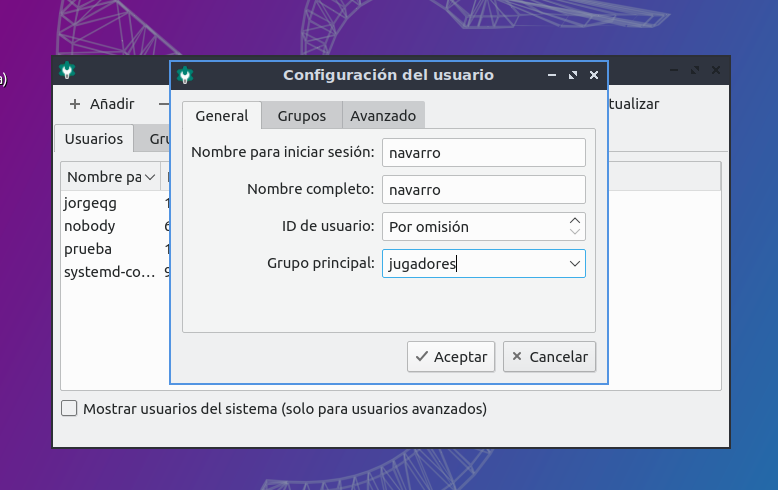 a)
Configuración del usuario
Añadir
tualizar
General Grupos Avanzado
Usuarios Gru
Nombre para iniciar sesión: navarro
Nombre pa
Nombre completo: navarro
jorgeqg 1
nobody 6
ID de usuario: Por omisión
prueba 1
Grupo principal: jugadores
systemd-co... 9
Aceptar Cancelar
Mostrar usuarios del sistema (solo para usuarios avanzados)